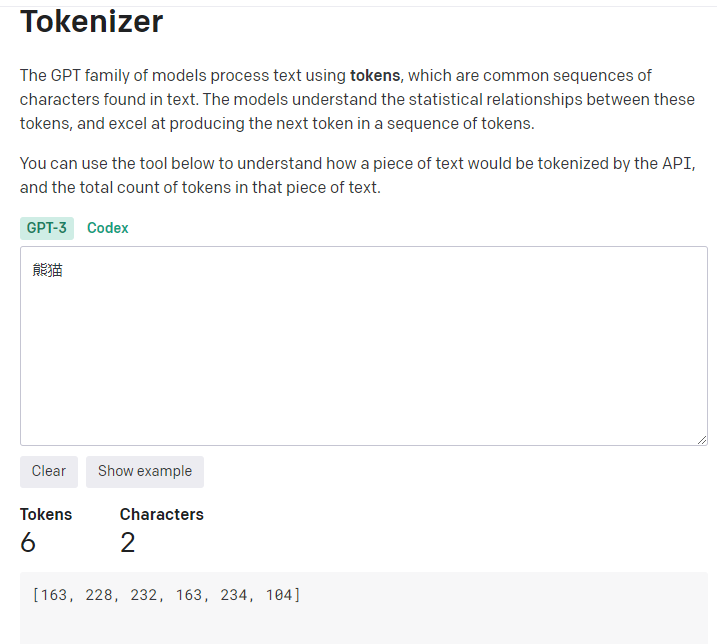 Tokenizer
The GPT family of models process text using tokens, which are common sequences of
characters found in text. The models understand the statistical relationships between these
tokens, and excel at producing the next token in a sequence of tokens.
You can use the tool below to understand how a piece of text would be tokenized by the API,
and the total count of tokens in that piece of text.
GPT-3 Codex
熊猫
Clear Show example
Tokens Characters
6 2
[163, 228, 232, 163, 234, 104]